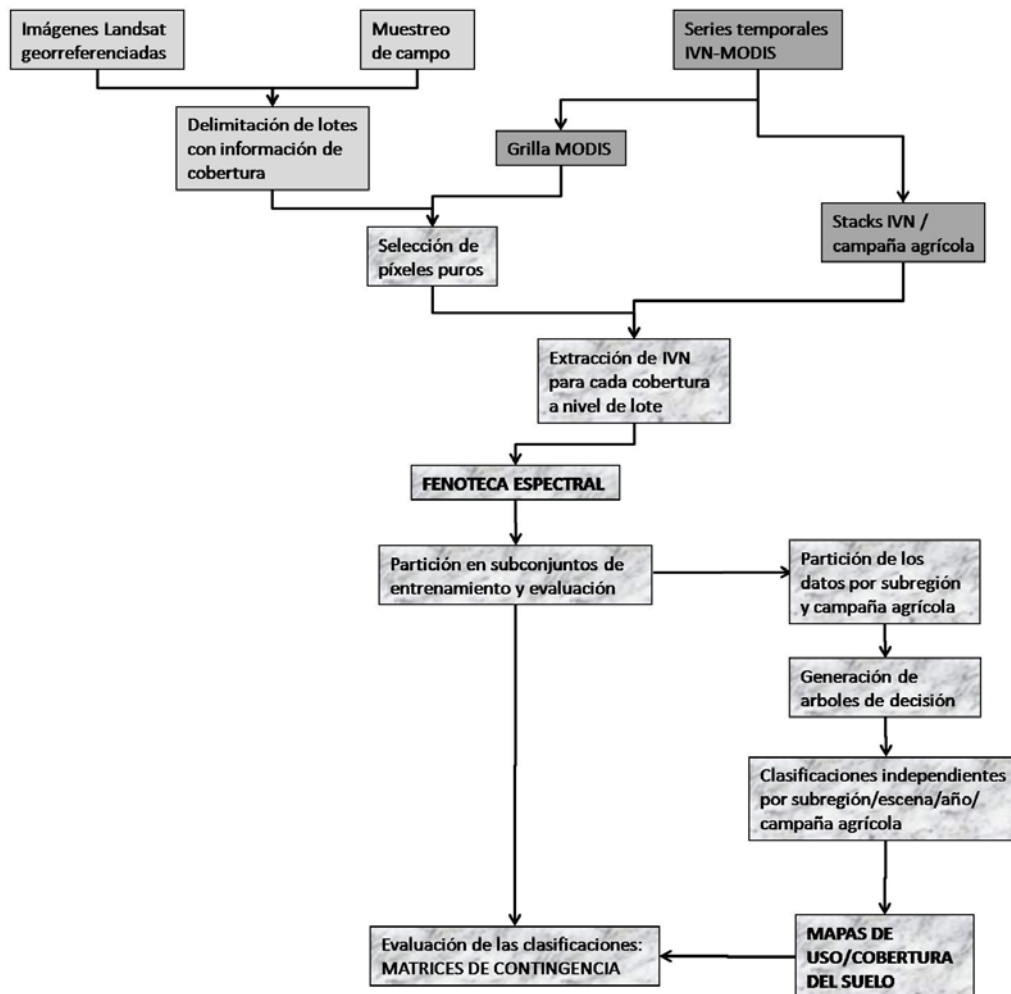 Imágenes Landsat
georreferenciadas
Muestreo
de campo
Series temporales
IVN-MODIS
Delimitación de lotes
con información de
cobertura
Grilla MODIS
Selección de
píxeles puros
Stacks IVN /
campaña agrícola
Extracción de IVN
para cada cobertura
a nivel de lote
FENOTECA ESPECTRAL
Partición en subconjuntos de
entrenamiento y evaluación
Partición de los
datos por subregión
y campaña agrícola
Generación de
arboles de decisión
Clasificaciones independientes
por subregión/escena/año/
campaña agrícola
Evaluación de las clasificaciones:
MATRICES DE CONTINGENCIA
MAPAS DE
USO/COBERTURA
DEL SUELO